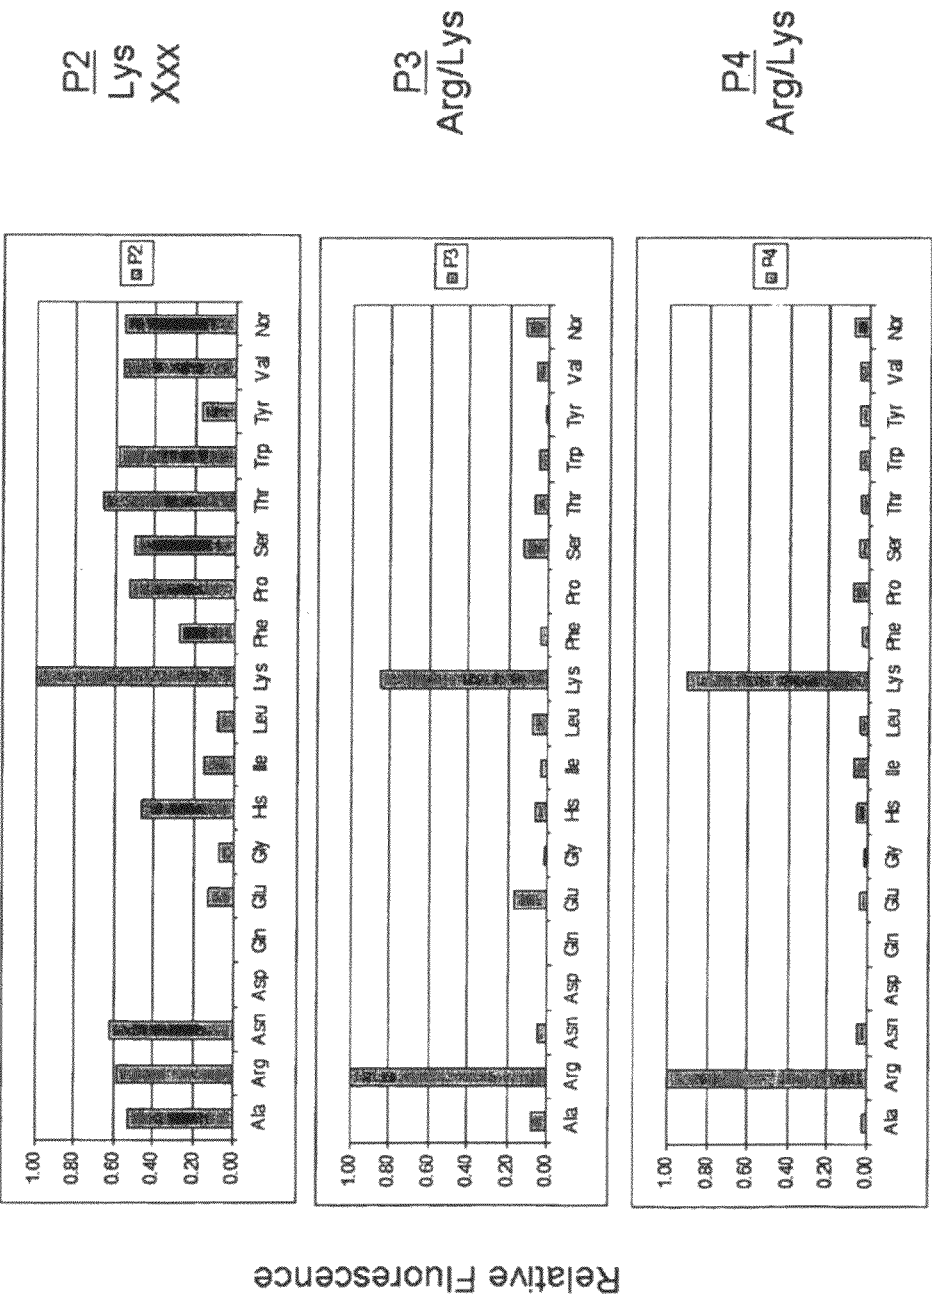 Relative Fluorescence
1.00
0.80
0.60
0.40
0.20
0.00
Ala Arg Asn Asp Gln Glu Gly His Ile Leu Lys Phe Pro Ser Thr Trp Tyr Val Nor
P2
P2
Lys
Xxx
1.00
0.80
0.60
0.40
0.20
0.00
Ala Arg Asn Asp Gln Glu Gly His Ile Leu Lys Phe Pro Ser Thr Trp Tyr Val Nor
P3
P3
Arg/Lys
1.00
0.80
0.60
0.40
0.20
0.00
Ala Arg Asn Asp Gln Glu Gly His Ile Leu Lys Phe Pro Ser Thr Trp Tyr Val Nor
P4
P4
Arg/Lys